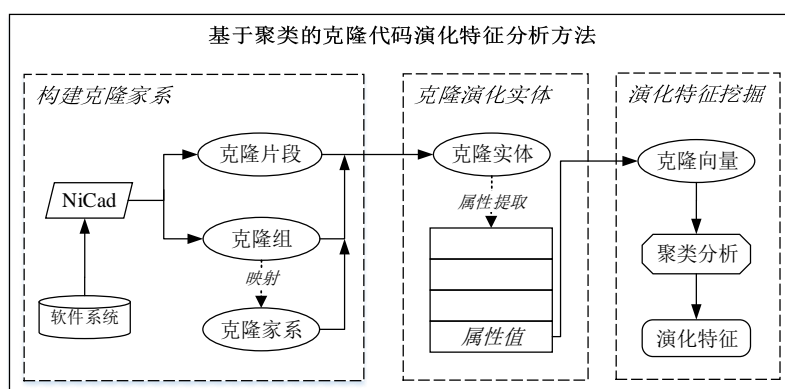 基于聚类的克隆代码演化特征分析方法
构建克隆家系
克隆片段
NiCad
克隆组
映射
软件系统
克隆家系
克隆演化实体
克隆实体
属性提取
属性值
演化特征挖掘
克隆向量
聚类分析
演化特征